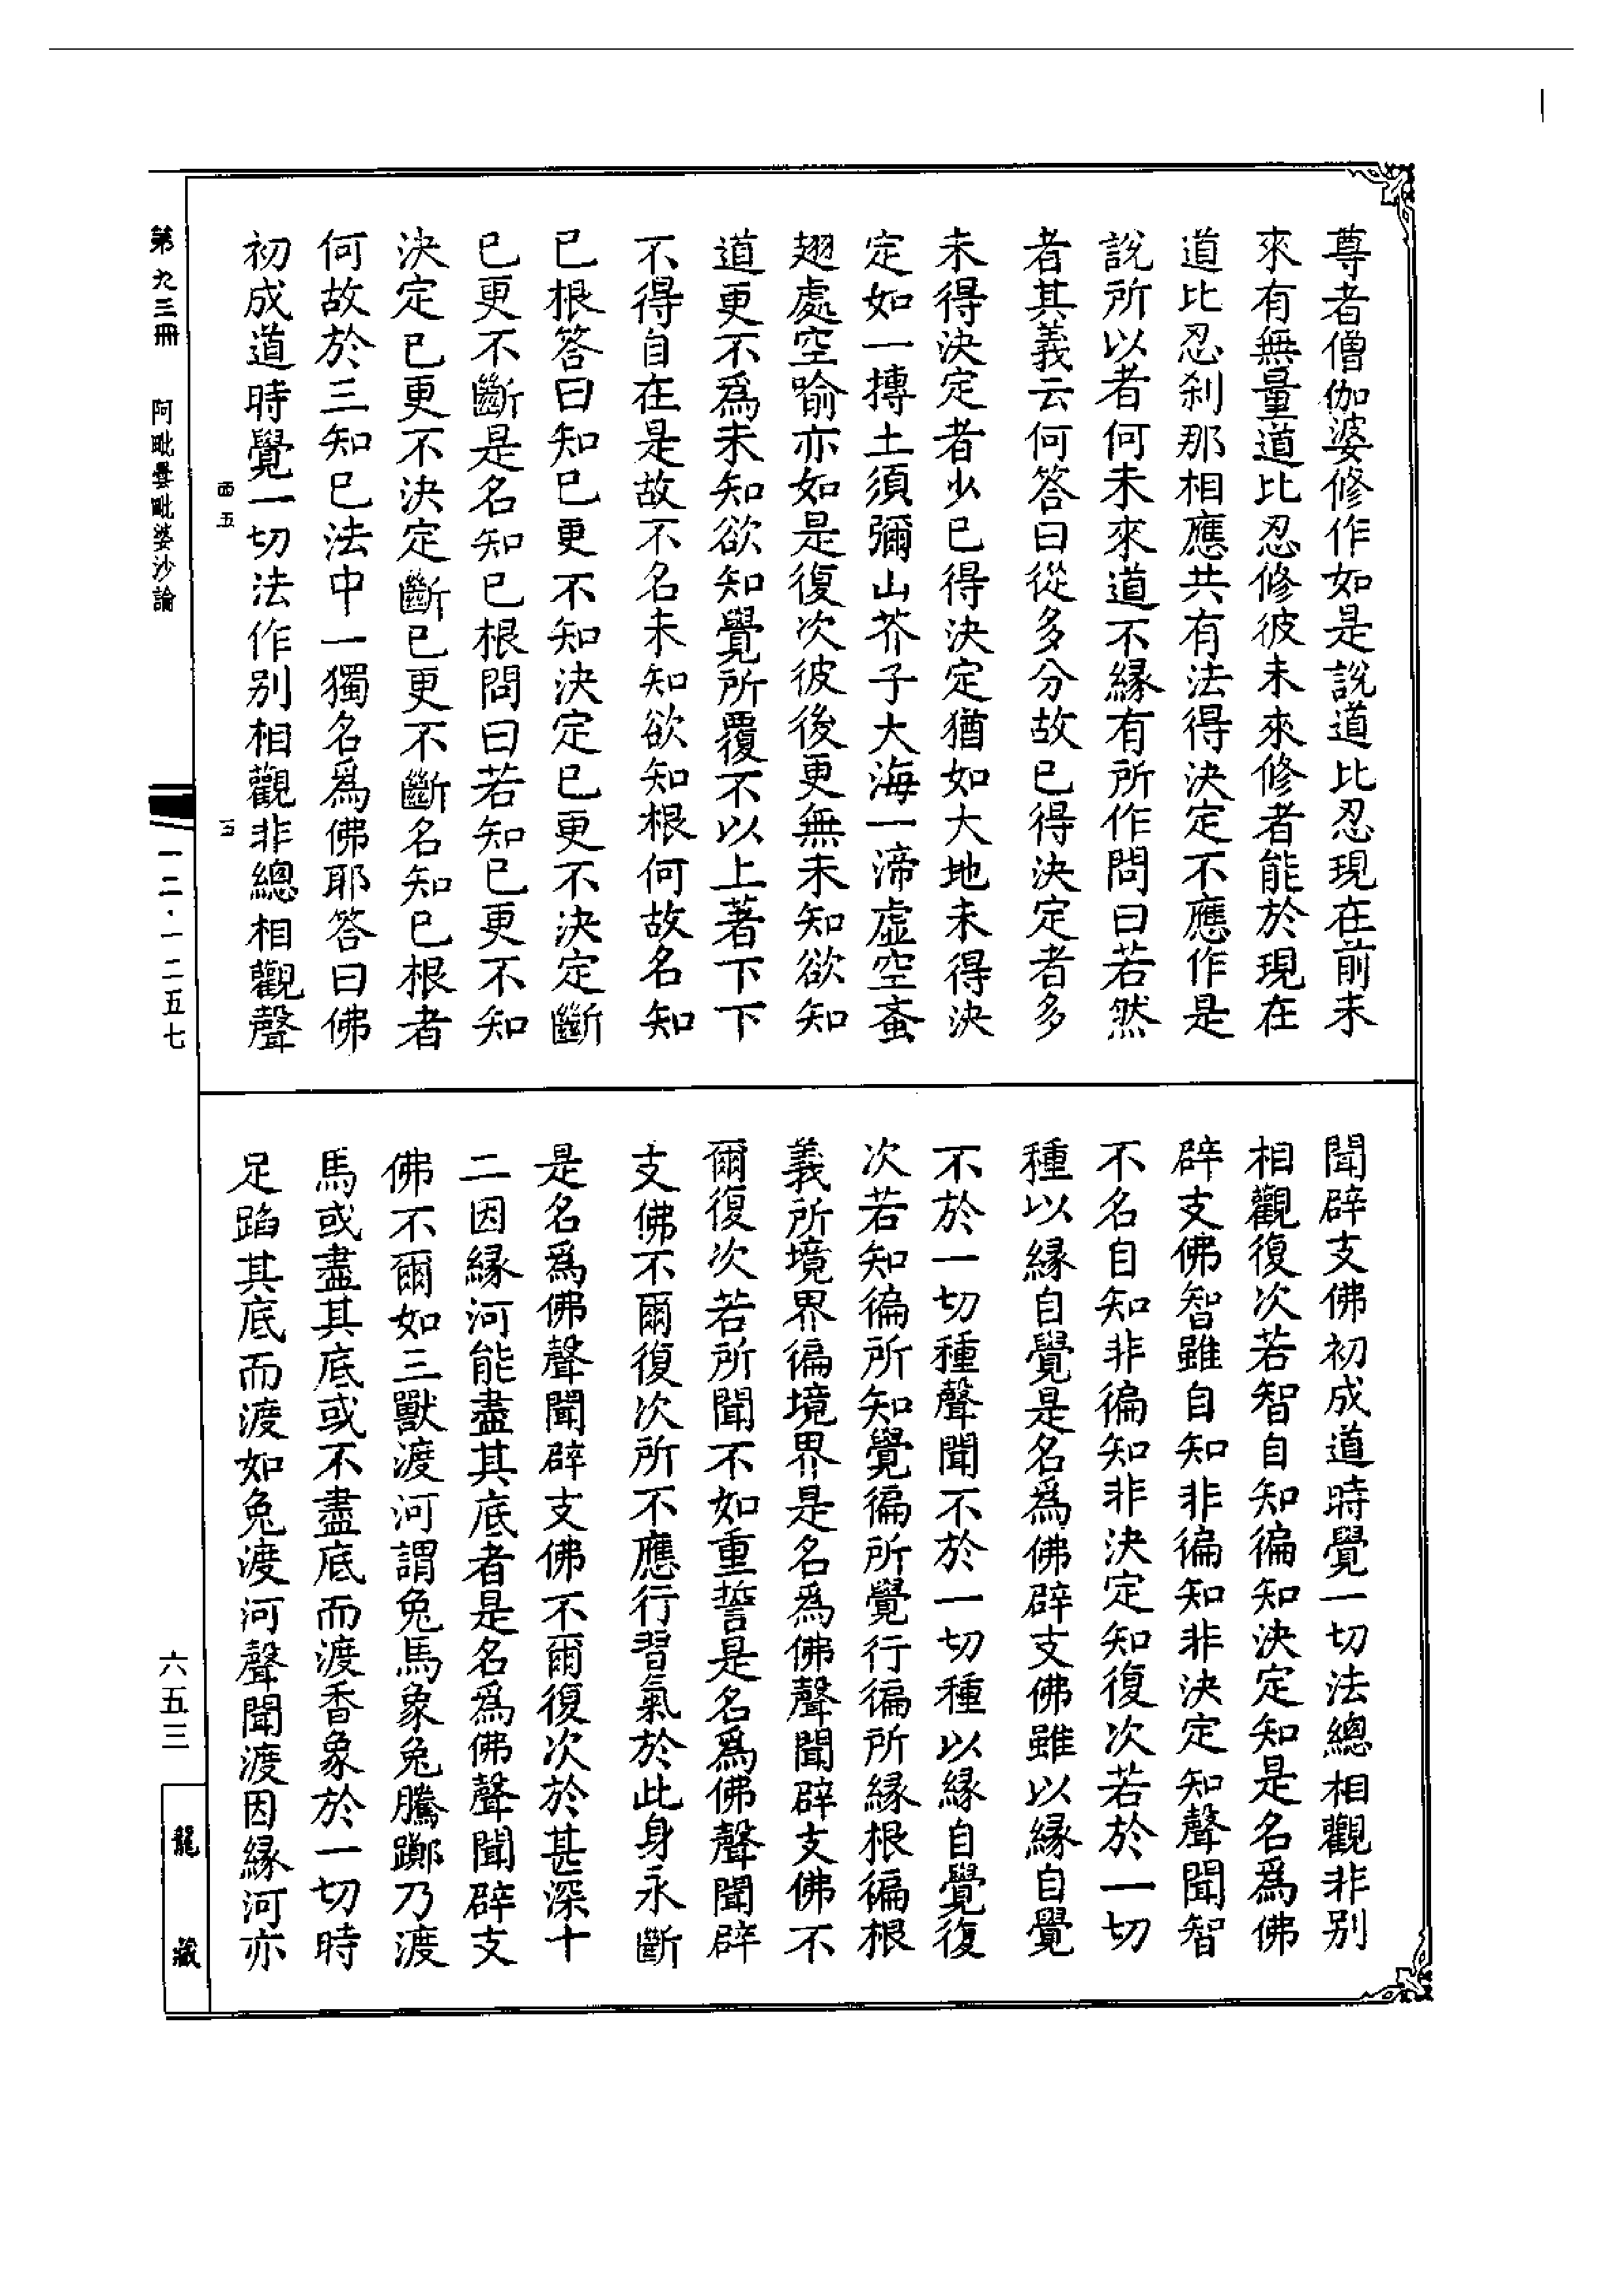 尊者僧伽婆修作如是說道比忍現在前未
來有無量道比忍修彼未來修者能於現在
道比忍刹那相應共有法得決定不應作是
說所以者何未來道不縁有所作問曰若然
者其義云何答曰從多分故已得決定者多
未得決定者少已得決定猶如大地未得決
定如一摶土須彌山芥子大海一渧虛空蚉
翅處空喻亦如是復次彼後更無未知欲知
道更不爲未知欲知覺所覆不以上著下下
不得自在是故不名未知欲知根何故名知
已根答曰知已更不知決定已更不決定斷
已更不斷是名知已根問曰若知已更不知
決定已更不決定斷已更不斷名知已根者
何故於三知已法中一獨名爲佛耶答曰佛
初成道時覺一切法作别相觀非總相觀聲
聞辟支佛初成道時覺一切法總相觀非别
相觀復次若智自知徧知決定知是名爲佛
辟支佛智雖自知非徧知非決定知聲聞智
不名自知非徧知非決定知復次若於一切
種以縁自覺是名爲佛辟支佛雖以縁自覺
不於一切種聲聞不於一切種以縁自覺復
次若知徧所知覺徧所覺行徧所縁根徧根
義所境界徧境界是名爲佛聲聞辟支佛不
爾復次若所聞不如重誓是名爲佛聲聞辟
支佛不爾復次所不應行習氣於此身永斷
是名爲佛聲聞辟支佛不爾復次於甚深十
二因縁河能盡其底者是名爲佛聲聞辟支
佛不爾如三獸渡河謂兔馬象兔騰躑乃渡
馬或盡其底或不盡底而渡香象於一切時
足蹈其底而渡如兔渡河聲聞渡因縁河亦
第九三冊 阿毗曇毗婆沙論 一二·一二五七
六五三
龍藏
西五 五